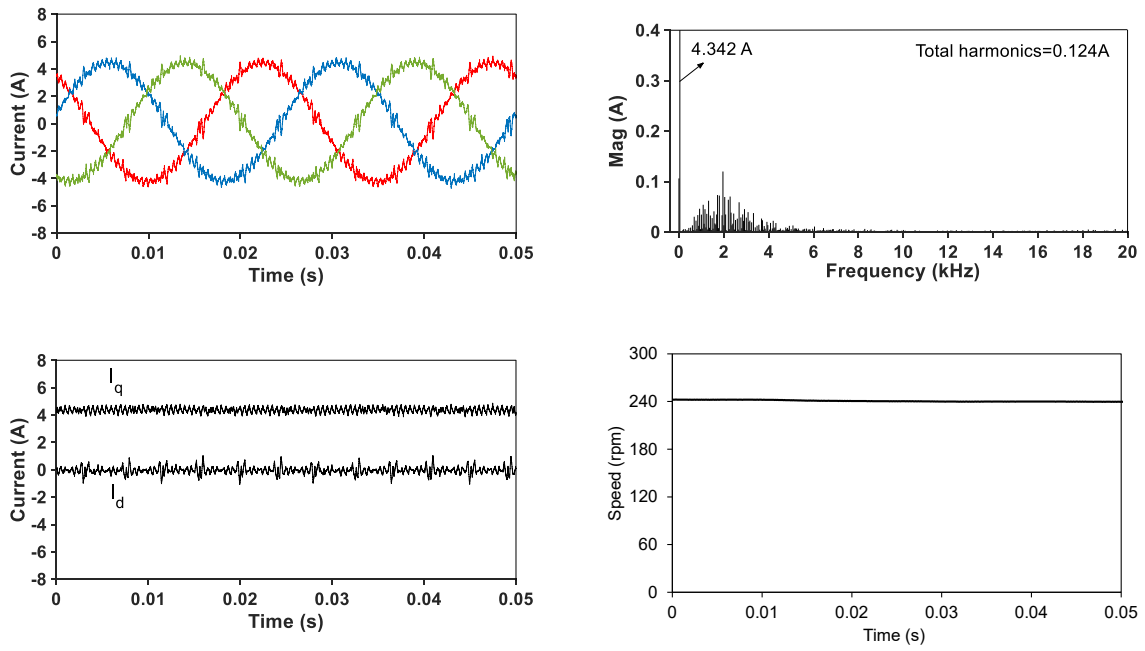 8
6
4
2
0
-2
-4
-6
-8
Current (A)
0 0.01 0.02 0.03 0.04 0.05
Time (s)
0.4
0.3
0.2
0.1
0
Mag (A)
4.342 A
Total harmonics=0.124A
0 2 4 6 8 10 12 14 16 18 20
Frequency (kHz)
8
6
4
2
0
-2
-4
-6
-8
Current (A)
I q
I d
0 0.01 0.02 0.03 0.04 0.05
Time (s)
300
240
180
120
60
0
Speed (rpm)
0 0.01 0.02 0.03 0.04 0.05
Time (s)